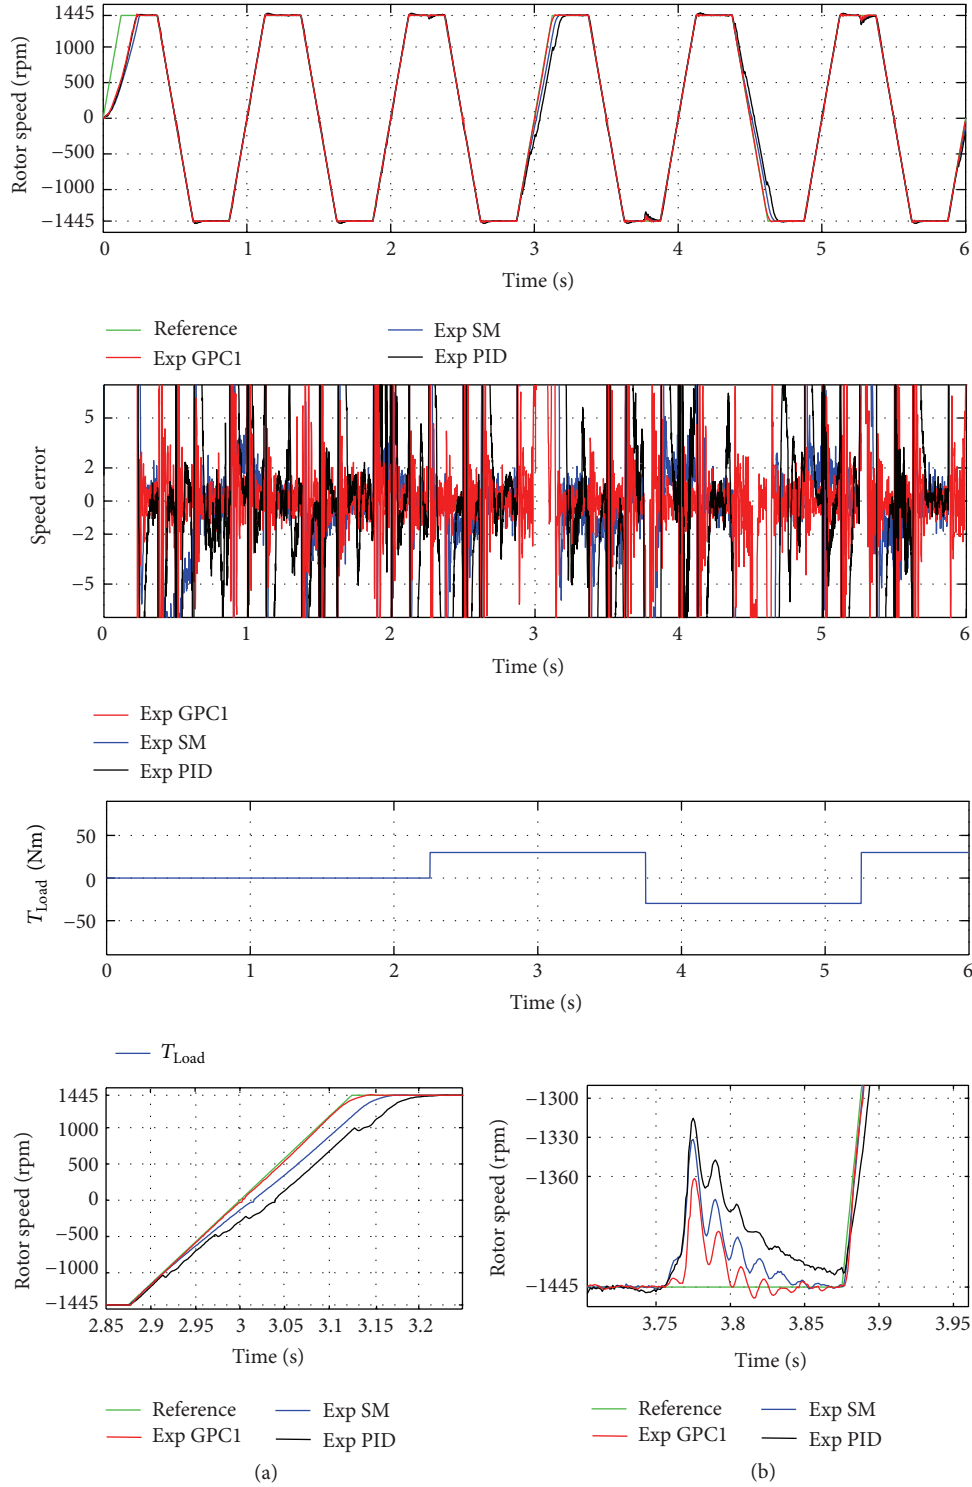 1445
1000
500
0
−500
−1000
−1445
Rotor speed (rpm)
0 1 2 3 4 5 6
Time (s)
Reference
Exp GPC1
Exp SM
Exp PID
5
2
0
−2
−5
Speed error
0 1 2 3 4 5 6
Time (s)
Exp GPC1
Exp SM
Exp PID
50
0
−50
T_Load (Nm)
0 1 2 3 4 5 6
Time (s)
T_Load
1445
1000
500
0
−500
−1000
−1445
Rotor speed (rpm)
2.85 2.9 2.95 3 3.05 3.1 3.15 3.2
Time (s)
Reference
Exp GPC1
Exp SM
Exp PID
(a)
−1300
−1330
−1360
−1445
Rotor speed (rpm)
3.75 3.8 3.85 3.9 3.95
Time (s)
Reference
Exp GPC1
Exp SM
Exp PID
(b)